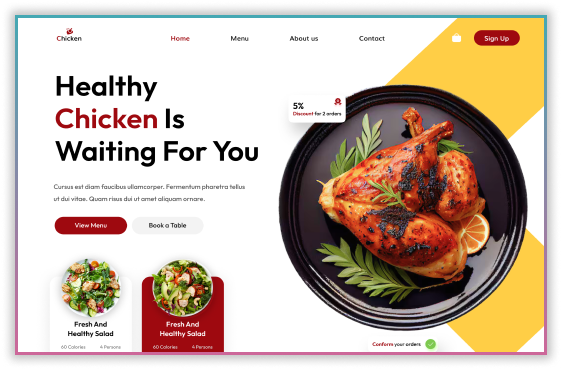 Chicken
Home Menu About us Contact Sign Up
Healthy
Chicken Is
Waiting For You
5%
Discount for 2 orders
Cursus est diam faucibus ullamcorper. Fermentum pharetra tellus
ut dui vitae. Quam risus dui ut amet aliquam ornare.
View Menu Book a Table
Fresh And
Healthy Salad
60 Calories 4 Persons
Fresh And
Healthy Salad
60 Calories 4 Persons
Conform your orders